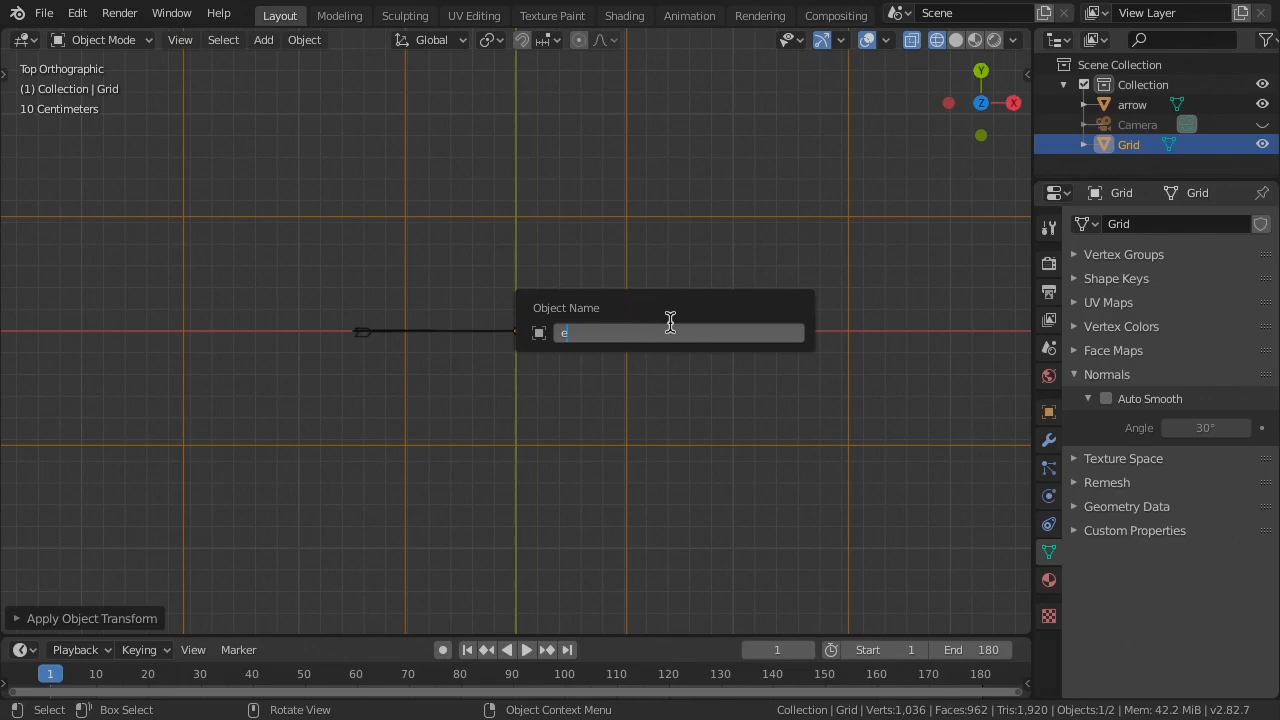 File Edit Render Window Help Layout Modeling Sculpting UV Editing Texture Paint Shading Animation Rendering Compositing Scene View Layer
Object Mode View Select Add Object Global
Top Orthographic
(1) Collection | Grid
10 Centimeters
Y
Z
X
Scene Collection
Collection
arrow
Camera
Grid
Grid Grid
Grid
Vertex Groups
Shape Keys
UV Maps
Vertex Colors
Face Maps
Normals
Auto Smooth
Angle 30°
Texture Space
Remesh
Geometry Data
Custom Properties
Object Name
e
Apply Object Transform
Playback Keying View Marker 1 Start 1 End 180
1 10 20 30 40 50 60 70 80 90 100 110 120 130 140 150 160 170 180
Select Box Select Rotate View Object Context Menu Collection | Grid | Verts:1,036 | Faces:962 | Tris:1,920 | Objects:1/2 | Mem: 42.2 MiB | v2.82.7